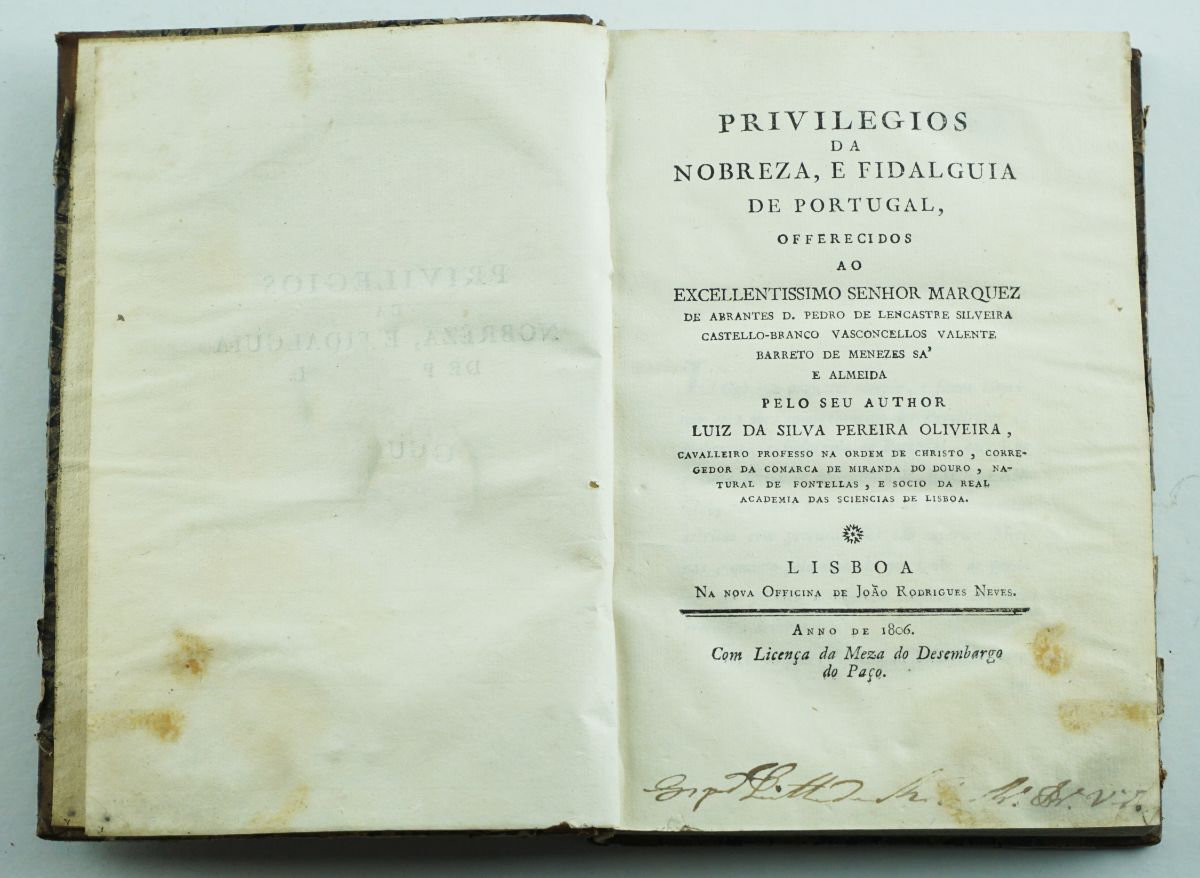 PRIVILEGIOS
DA
NOBREZA, E FIDALGUIA
DE PORTUGAL,
OFFERECIDOS
AO
EXCELLENTISSIMO SENHOR MARQUEZ
DE ABRANTES D. PEDRO DE LENCASTRE SILVEIRA
CASTELLO-BRANCO VASCONCELLOS VALENTE
BARRETO DE MENEZES SA'
E ALMEIDA
PELO SEU AUTHOR
LUIZ DA SILVA PEREIRA OLIVEIRA,
CAVALLEIRO PROFESSO NA ORDEM DE CHRISTO, CORRE-
GEDOR DA COMARCA DE MIRANDA DO DOURO, NA-
TURAL DE FONTELLAS, E SOCIO DA REAL
ACADEMIA DAS SCIENCIAS DE LISBOA.
LISBOA
NA NOVA OFFICINA DE JOÃO RODRIGUES NEVES.
ANNO DE 1806.
Com Licença da Meza do Desembargo
do Paço.